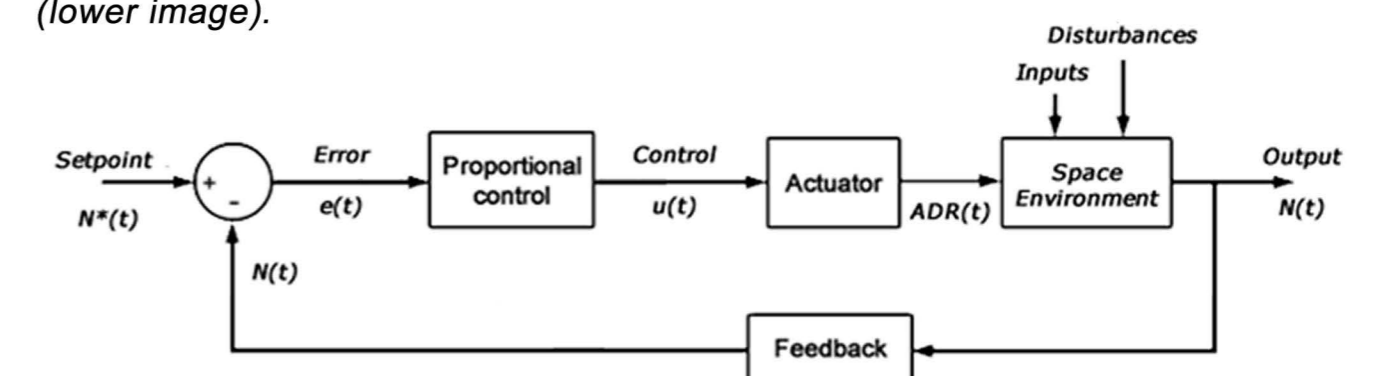 (lower image).
Disturbances
Inputs
Setpoint
N*(t)
+
-
Error
e(t)
Proportional
control
Control
u(t)
Actuator
ADR(t)
Space
Environment
Output
N(t)
N(t)
Feedback